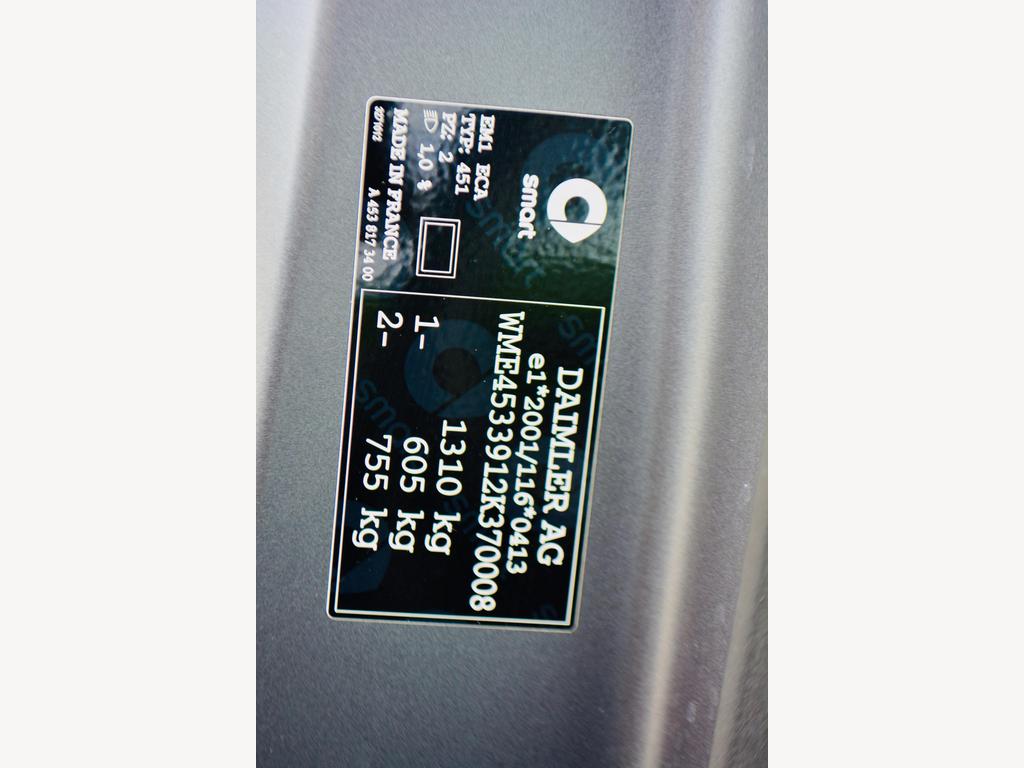 smart
EM1 ECA
TYP: 451
PZ: 2
1,0 %
MADE IN FRANCE
A 453 817 34 00
DAIMLER AG
e1*2001/116*0413
WME4533912K370008
1310 kg
1- 605 kg
2- 755 kg